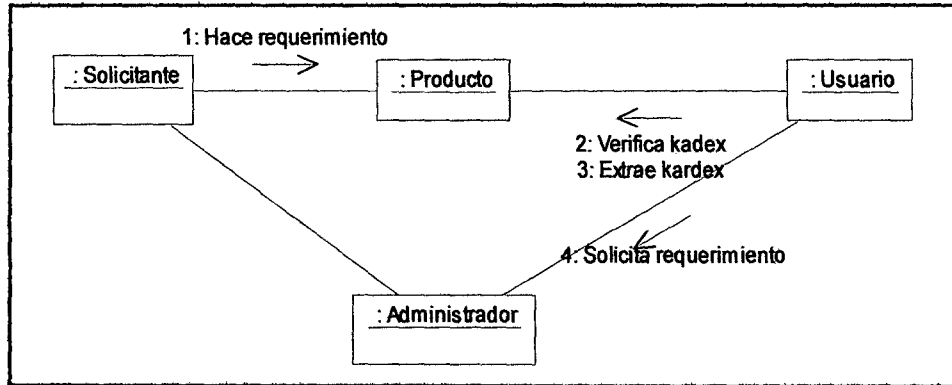 1: Hace requerimiento
: Solicitante
: Producto
: Usuario
2: Verifica kadex
3: Extrae kardex
4: Solicita requerimiento
: Administrador